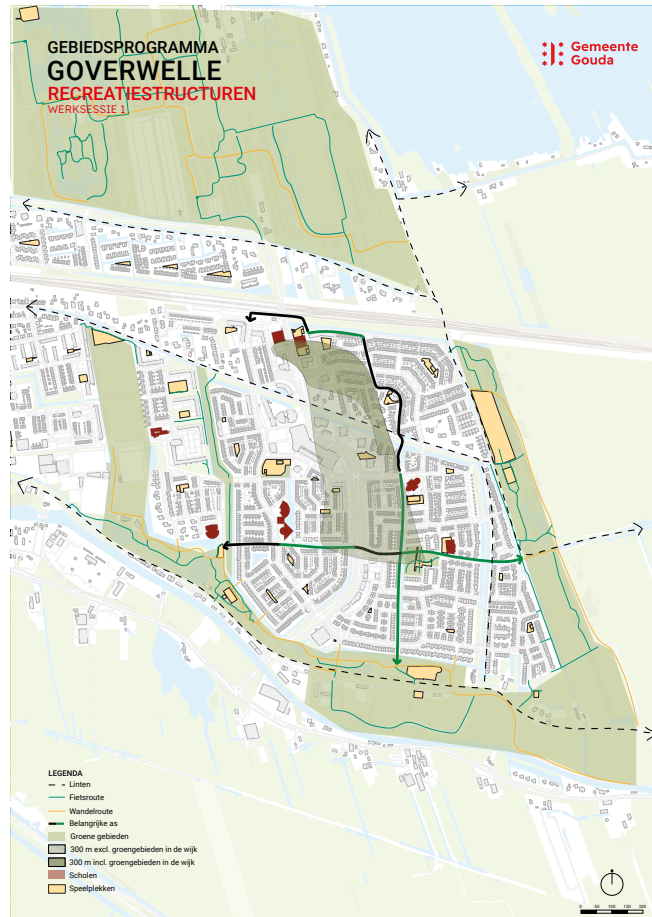 GEBIEDSPROGRAMMA
GOVERWELLE
RECREATIESTRUCTUREN
WERKSESSIE 1
Gemeente
Gouda
LEGENDA
Linten
Fietsroute
Wandelroute
Belangrijke as
Groene gebieden
300 m excl. groengebieden in de wijk
300 m incl. groengebieden in de wijk
Scholen
Speelplekken
0 50 100 150 200